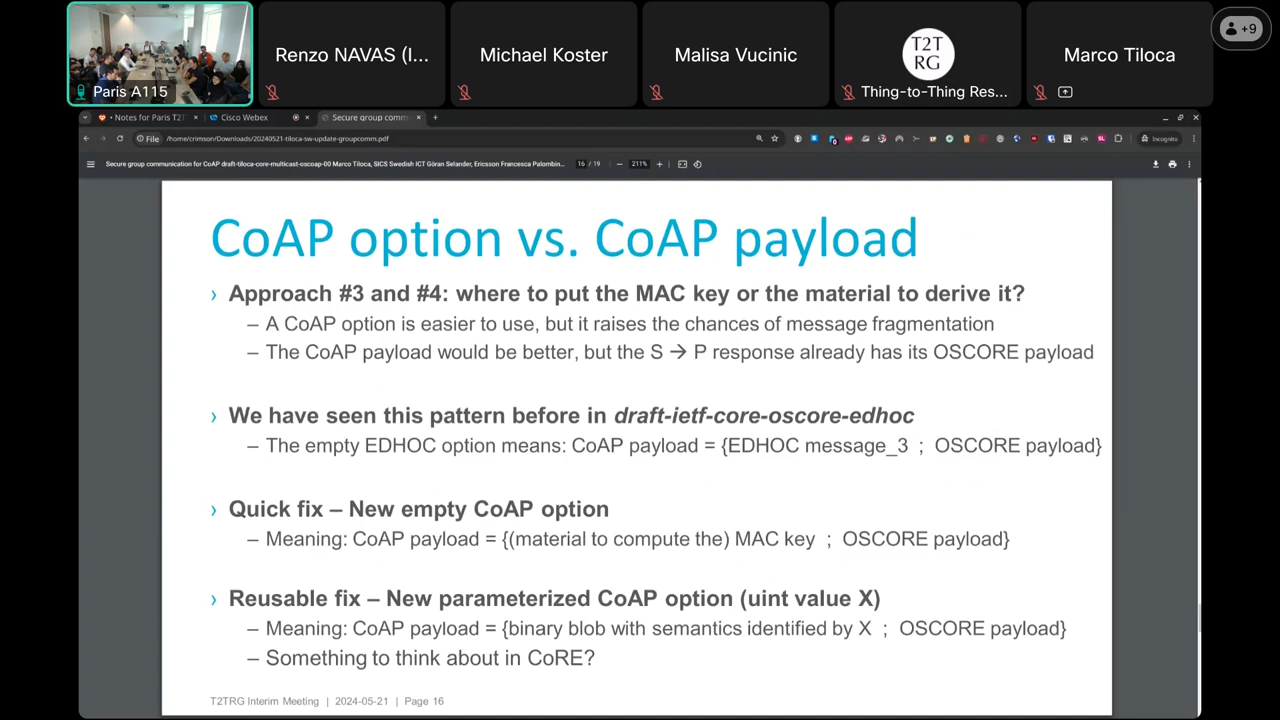 Paris A115
Renzo NAVAS (I...
Michael Koster
Malisa Vucinic
T2T
RG
Thing-to-Thing Res...
Marco Tiloca
+9
Notes for Paris T2T
Cisco Webex
Secure group comm
File
/home/crimson/Downloads/20240521-tiloca-sw-update-groupcomm.pdf
Incognito
Secure group communication for CoAP draft-tiloca-core-multicast-oscoap-00 Marco Tiloca, SICS Swedish ICT Göran Selander, Ericsson Francesca Palombin...
16 / 19
211%
CoAP option vs. CoAP payload
› Approach #3 and #4: where to put the MAC key or the material to derive it?
– A CoAP option is easier to use, but it raises the chances of message fragmentation
– The CoAP payload would be better, but the S → P response already has its OSCORE payload
› We have seen this pattern before in draft-ietf-core-oscore-edhoc
– The empty EDHOC option means: CoAP payload = {EDHOC message_3 ; OSCORE payload}
› Quick fix – New empty CoAP option
– Meaning: CoAP payload = {(material to compute the) MAC key ; OSCORE payload}
› Reusable fix – New parameterized CoAP option (uint value X)
– Meaning: CoAP payload = {binary blob with semantics identified by X ; OSCORE payload}
– Something to think about in CoRE?
T2TRG Interim Meeting | 2024-05-21 | Page 16